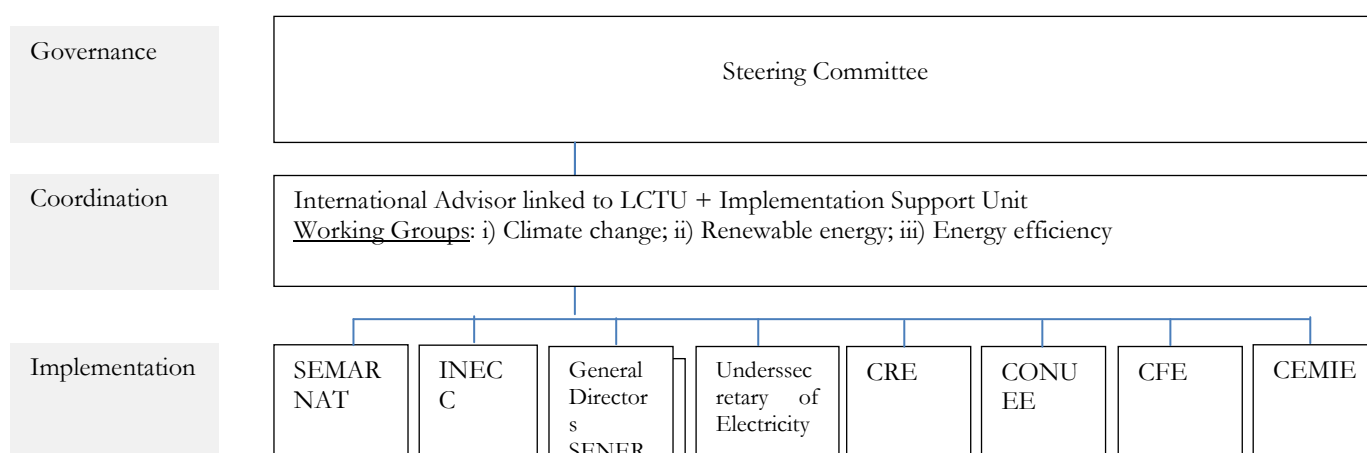 Governance
Steering Committee
Coordination
International Advisor linked to LCTU + Implementation Support Unit
Working Groups: i) Climate change; ii) Renewable energy; iii) Energy efficiency
Implementation
SEMAR
NAT
INEC
C
General
Director
s
SENER
Underssec
retary of
Electricity
CRE
CONU
EE
CFE
CEMIE